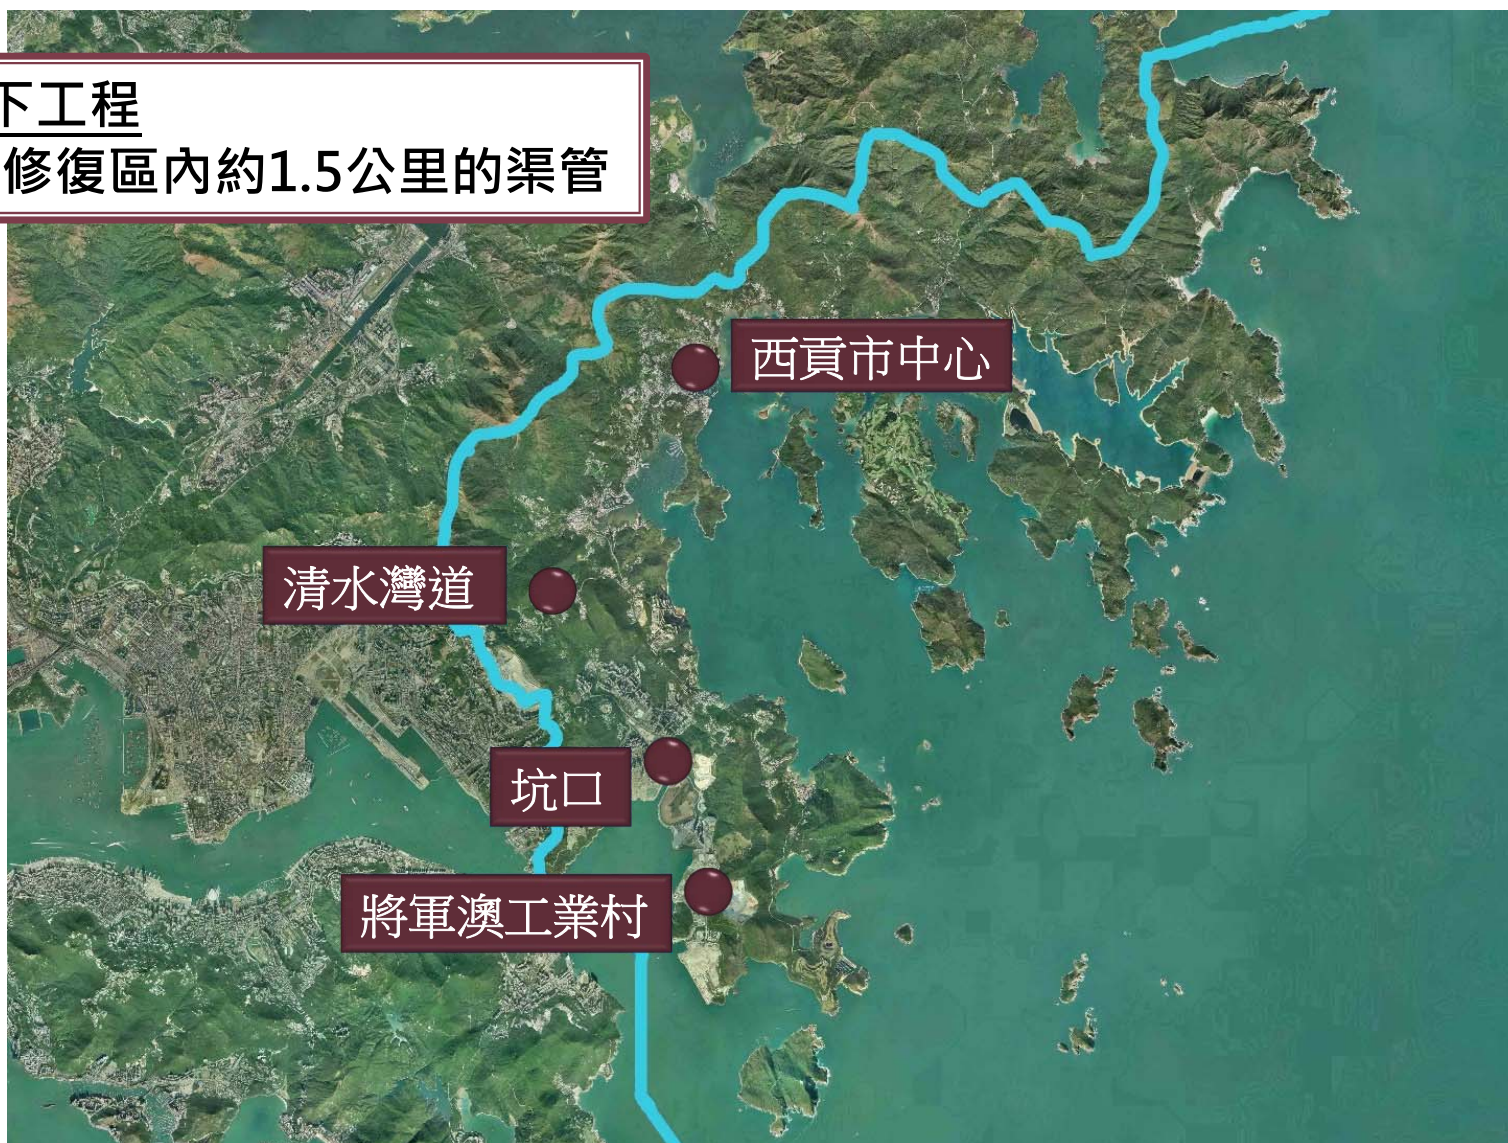 下工程
修復區內約1.5公里的渠管
西貢市中心
清水灣道
坑口
將軍澳工業村